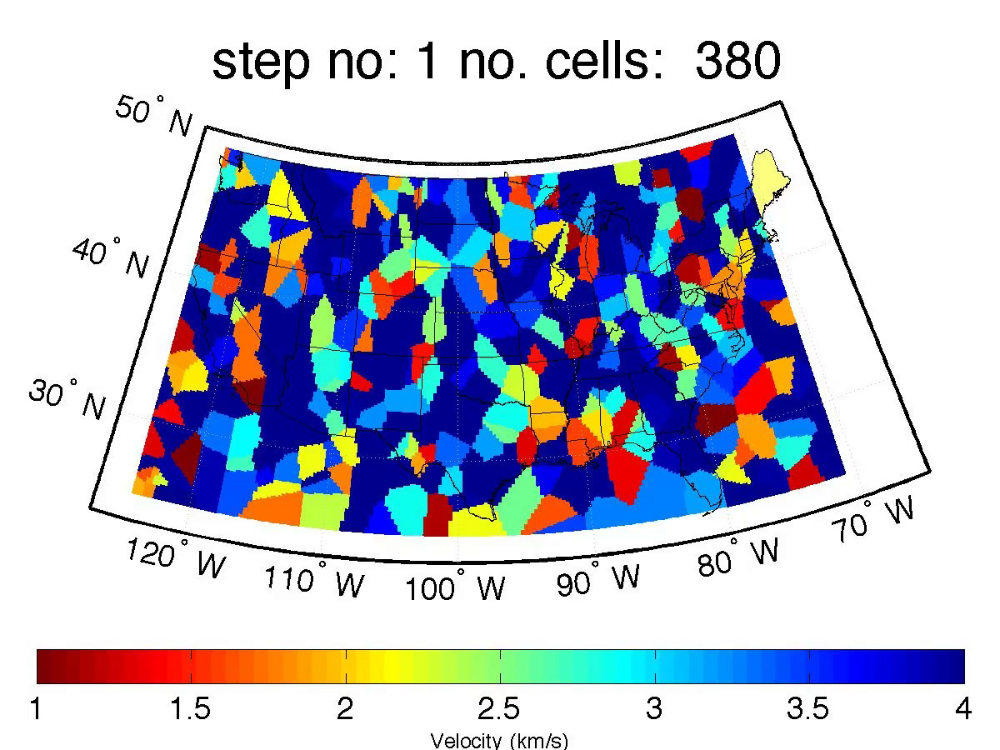 step no: 1 no. cells: 380
50° N
40° N
30° N
120° W
110° W
100° W
90° W
80° W
70° W
1 1.5 2 2.5 3 3.5 4
Velocity (km/s)